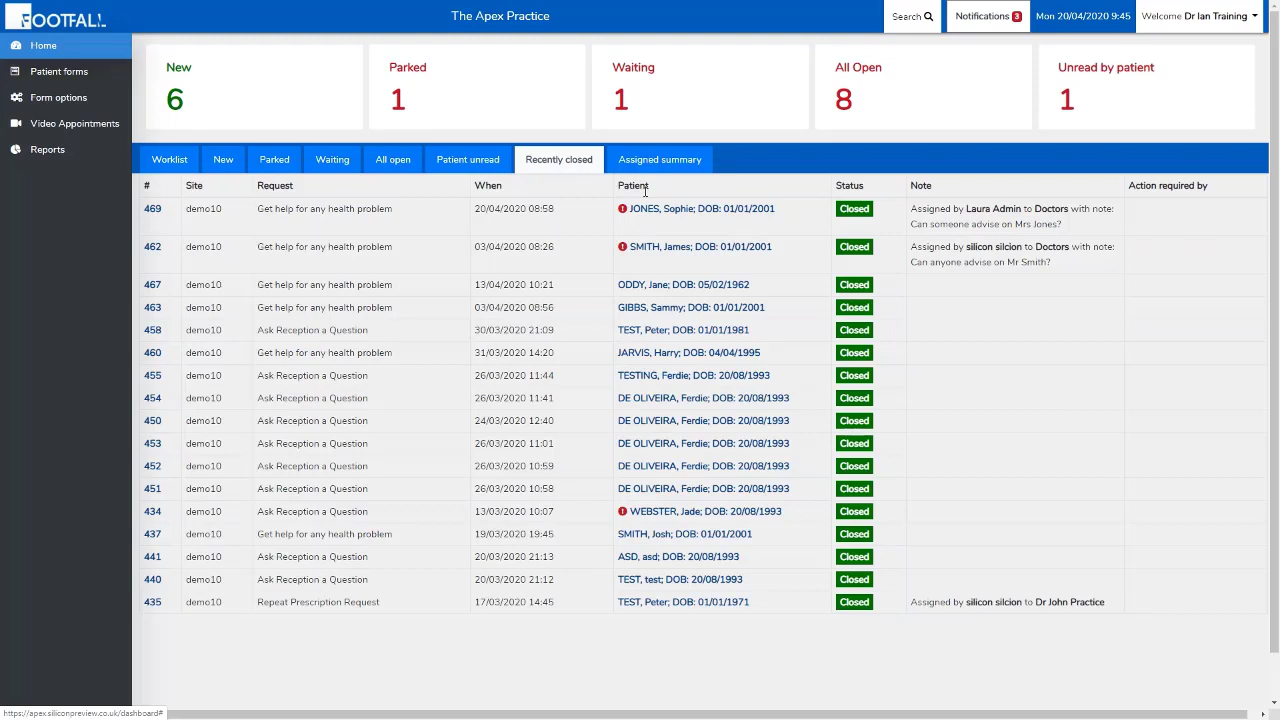 FOOTFALL
The Apex Practice
Search
Notifications 3
Mon 20/04/2020 9:45
Welcome Dr Ian Training
Home
Patient forms
Form options
Video Appointments
Reports
New
6
Parked
1
Waiting
1
All Open
8
Unread by patient
1
Worklist New Parked Waiting All open Patient unread Recently closed Assigned summary
# Site Request When Patient Status Note Action required by
469 demo10 Get help for any health problem 20/04/2020 08:58 JONES, Sophie; DOB: 01/01/2001 Closed Assigned by Laura Admin to Doctors with note:
Can someone advise on Mrs Jones?
462 demo10 Get help for any health problem 03/04/2020 08:26 SMITH, James; DOB: 01/01/2001 Closed Assigned by silicon silcion to Doctors with note:
Can anyone advise on Mr Smith?
467 demo10 Get help for any health problem 13/04/2020 10:21 ODDY, Jane; DOB: 05/02/1962 Closed
463 demo10 Get help for any health problem 03/04/2020 08:56 GIBBS, Sammy; DOB: 01/01/2001 Closed
458 demo10 Ask Reception a Question 30/03/2020 21:09 TEST, Peter; DOB: 01/01/1981 Closed
460 demo10 Get help for any health problem 31/03/2020 14:20 JARVIS, Harry; DOB: 04/04/1995 Closed
455 demo10 Ask Reception a Question 26/03/2020 11:44 TESTING, Ferdie; DOB: 20/08/1993 Closed
454 demo10 Ask Reception a Question 26/03/2020 11:41 DE OLIVEIRA, Ferdie; DOB: 20/08/1993 Closed
450 demo10 Ask Reception a Question 24/03/2020 12:40 DE OLIVEIRA, Ferdie; DOB: 20/08/1993 Closed
453 demo10 Ask Reception a Question 26/03/2020 11:01 DE OLIVEIRA, Ferdie; DOB: 20/08/1993 Closed
452 demo10 Ask Reception a Question 26/03/2020 10:59 DE OLIVEIRA, Ferdie; DOB: 20/08/1993 Closed
451 demo10 Ask Reception a Question 26/03/2020 10:58 DE OLIVEIRA, Ferdie; DOB: 20/08/1993 Closed
434 demo10 Ask Reception a Question 13/03/2020 10:07 WEBSTER, Jade; DOB: 20/08/1993 Closed
437 demo10 Get help for any health problem 19/03/2020 19:45 SMITH, Josh; DOB: 01/01/2001 Closed
441 demo10 Ask Reception a Question 20/03/2020 21:13 ASD, asd; DOB: 20/08/1993 Closed
440 demo10 Ask Reception a Question 20/03/2020 21:12 TEST, test; DOB: 20/08/1993 Closed
435 demo10 Repeat Prescription Request 17/03/2020 14:45 TEST, Peter; DOB: 01/01/1971 Closed Assigned by silicon silcion to Dr John Practice
https://apex.siliconpreview.co.uk/dashboard#